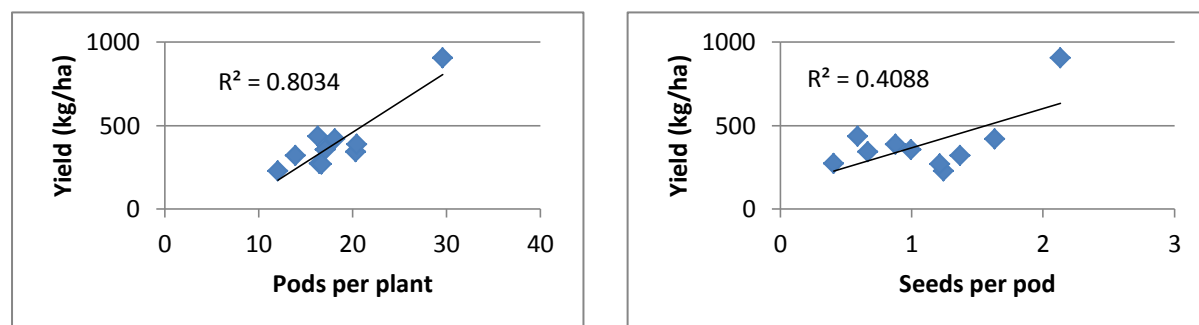 Yield (kg/ha)
1000
500
0
R² = 0.8034
0 10 20 30 40
Pods per plant
Yield (kg/ha)
1000
500
0
R² = 0.4088
0 1 2 3
Seeds per pod